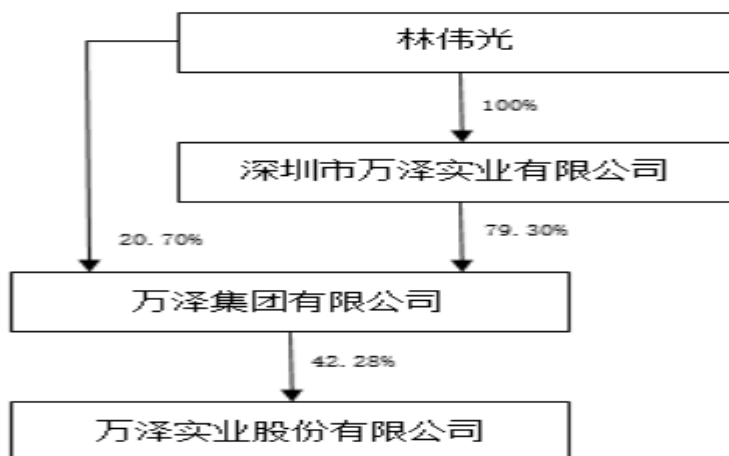 林伟光
100%
深圳市万泽实业有限公司
20.70%
79.30%
万泽集团有限公司
42.28%
万泽实业股份有限公司